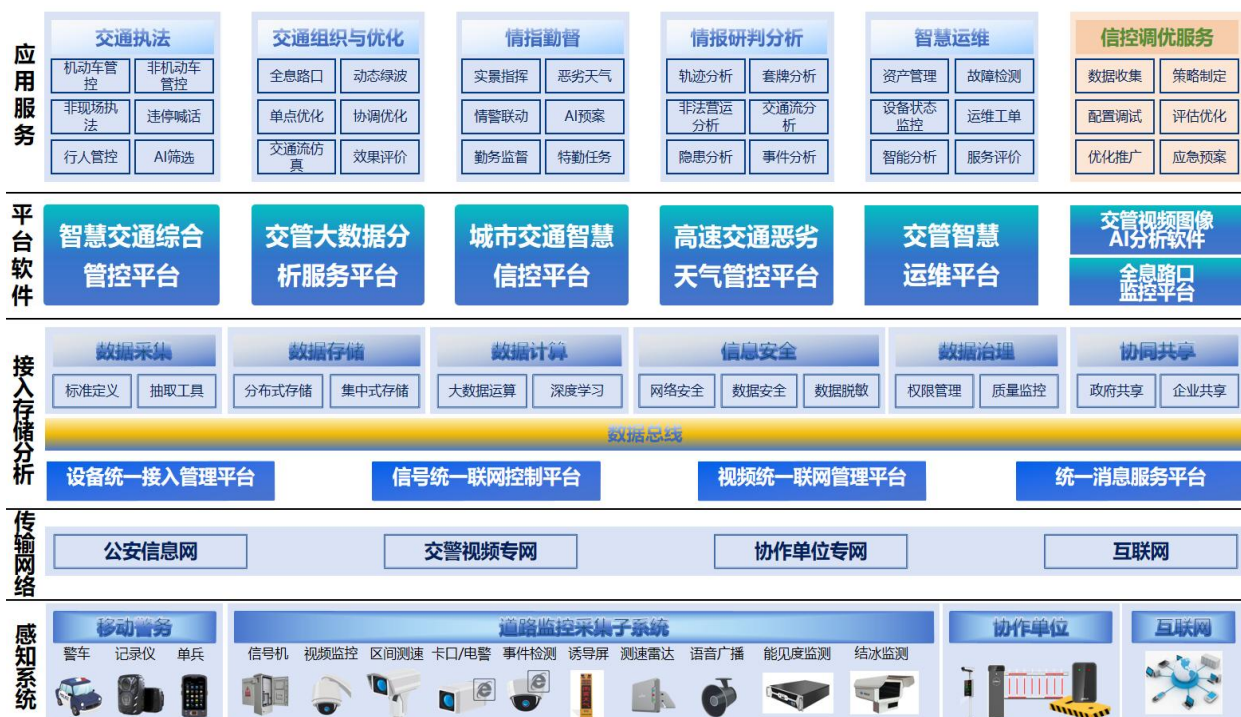 应用服务
交通执法
机动车管控
非机动车管控
非现场执法
违停喊话
行人管控
AI筛选
交通组织与优化
全息路口
动态绿波
单点优化
协调优化
交通流仿真
效果评价
情指勤督
实景指挥
恶劣天气
情警联动
AI预案
勤务监督
特勤任务
情报研判分析
轨迹分析
套牌分析
非法营运分析
交通流分析
隐患分析
事件分析
智慧运维
资产管理
故障检测
设备状态监控
运维工单
智能分析
服务评价
信控调优服务
数据收集
策略制定
配置调试
评估优化
优化推广
应急预案
平台软件
智慧交通综合
管控平台
交管大数据分
析服务平台
城市交通智慧
信控平台
高速交通恶劣
天气管控平台
交管智慧
运维平台
交管视频图像
AI分析软件
全息路口
监控平台
接入存储分析
数据采集
标准定义
抽取工具
数据存储
分布式存储
集中式存储
数据计算
大数据运算
深度学习
信息安全
网络安全
数据安全
数据脱敏
数据治理
权限管理
质量监控
协同共享
政府共享
企业共享
数据总线
设备统一接入管理平台
信号统一联网控制平台
视频统一联网管理平台
统一消息服务平台
传输网络
公安信息网
交警视频专网
协作单位专网
互联网
感知系统
移动警务
警车
记录仪
单兵
道路监控采集子系统
信号机
视频监控
区间测速
卡口/电警
事件检测
诱导屏
测速雷达
语音广播
能见度监测
结冰监测
协作单位
互联网